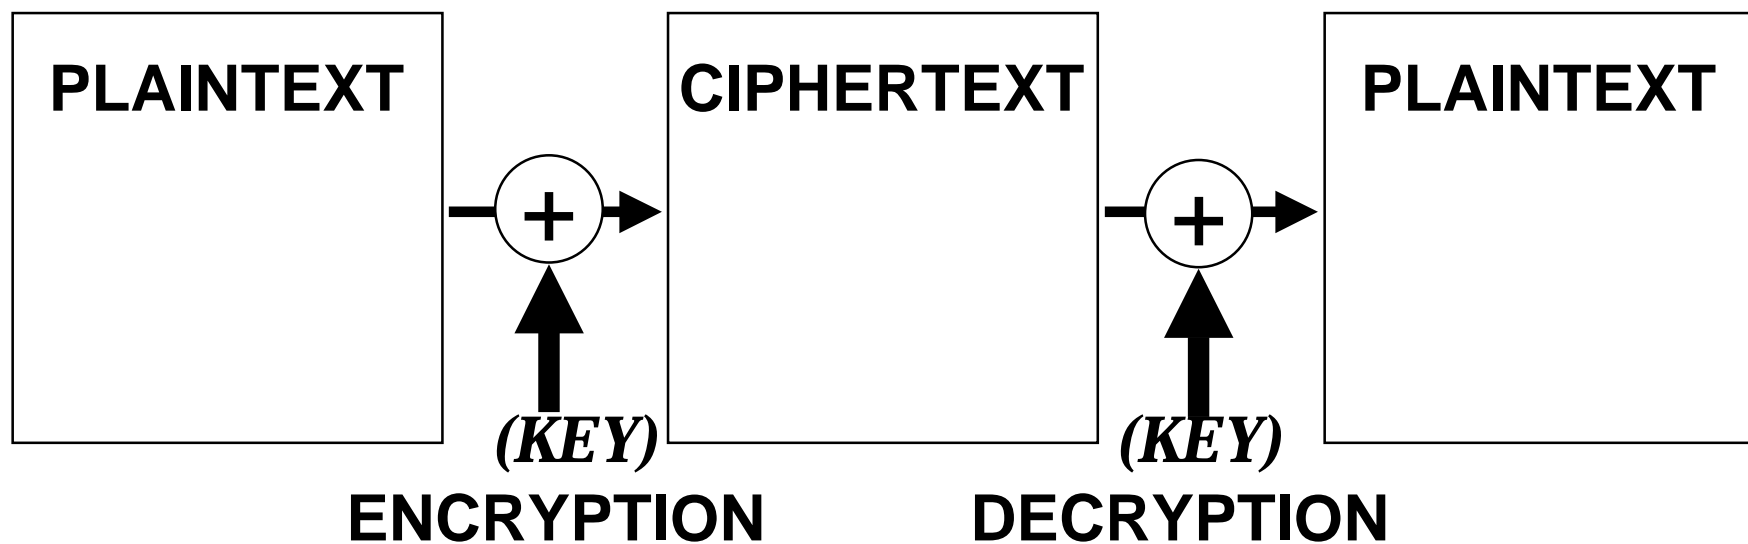 PLAINTEXT
CIPHERTEXT
PLAINTEXT
+
+
(KEY)
(KEY)
ENCRYPTION
DECRYPTION